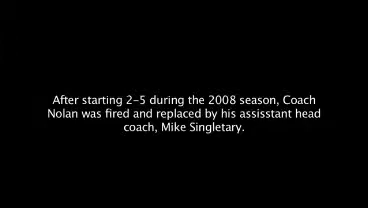 After starting 2-5 during the 2008 season, Coach
Nolan was fired and replaced by his assisstant head
coach, Mike Singletary.